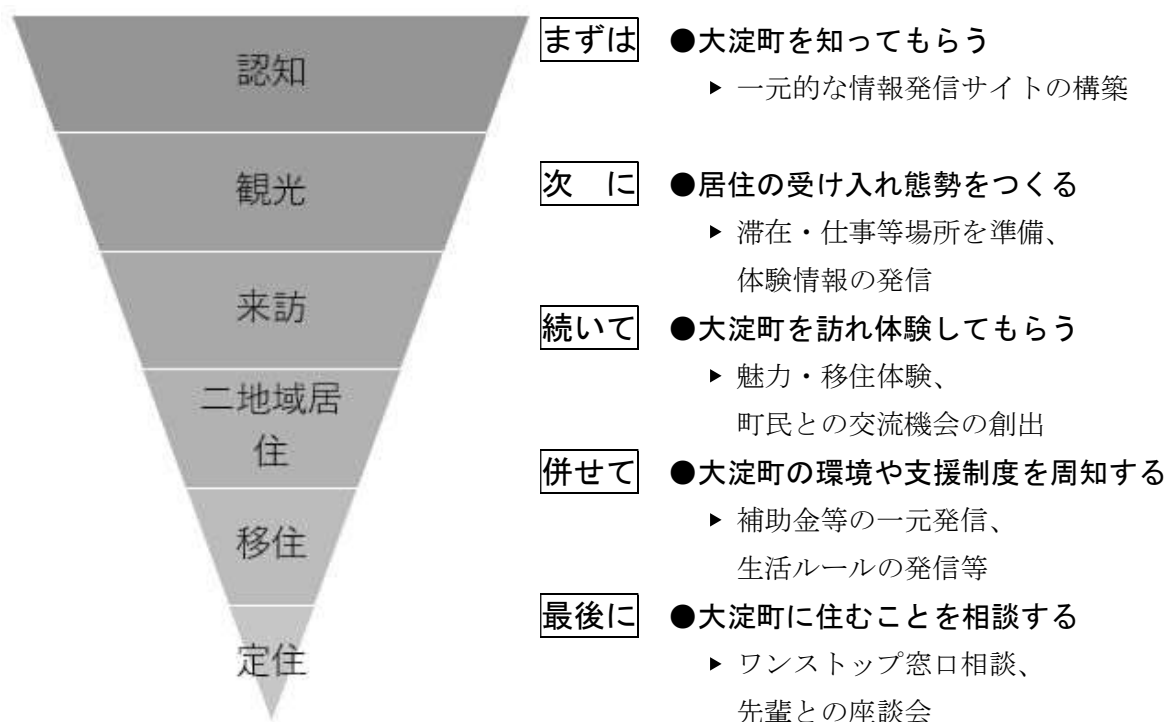 認知
観光
来訪
二地域居
住
移住
定住
まずは ●大淀町を知ってもらう
▶ 一元的な情報発信サイトの構築
次 に ●居住の受け入れ態勢をつくる
▶ 滞在・仕事等場所を準備、
体験情報の発信
続いて ●大淀町を訪れ体験してもらう
▶ 魅力・移住体験、
町民との交流機会の創出
併せて ●大淀町の環境や支援制度を周知する
▶ 補助金等の一元発信、
生活ルールの発信等
最後に ●大淀町に住むことを相談する
▶ ワンストップ窓口相談、
先輩との座談会